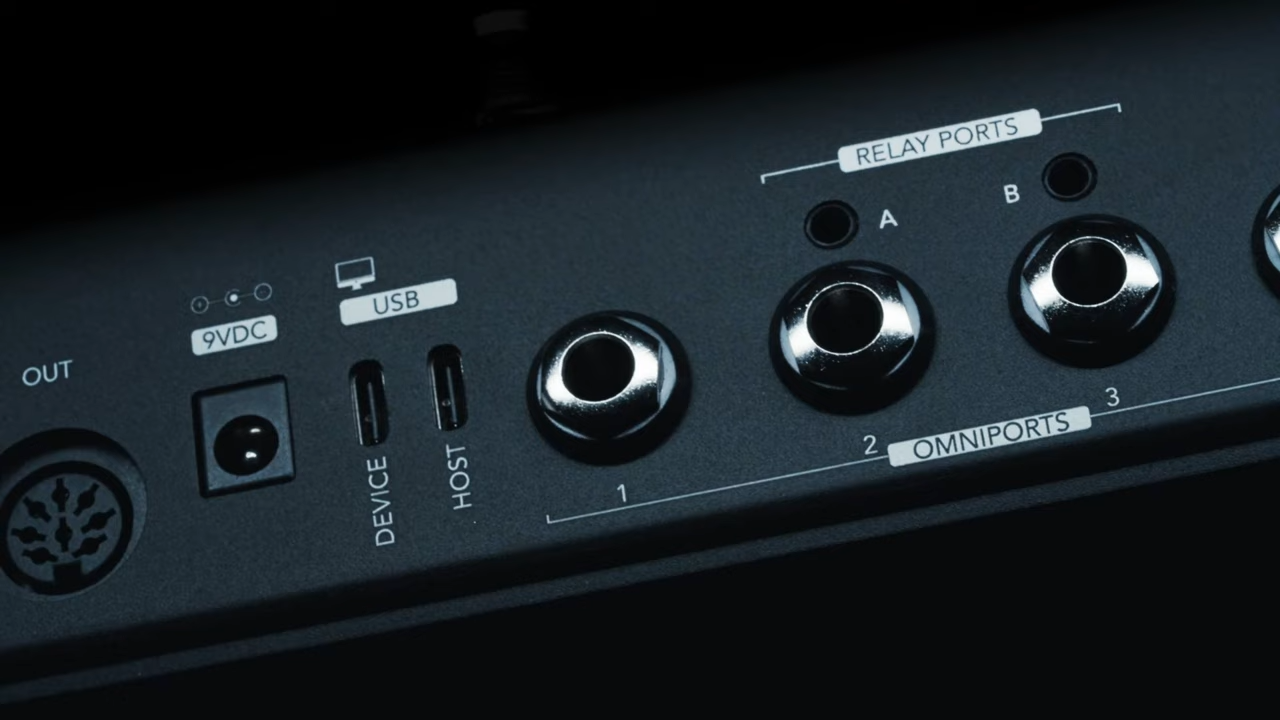 OUT
9VDC
USB
DEVICE
HOST
RELAY PORTS
A
B
1
2
OMNIPORTS
3